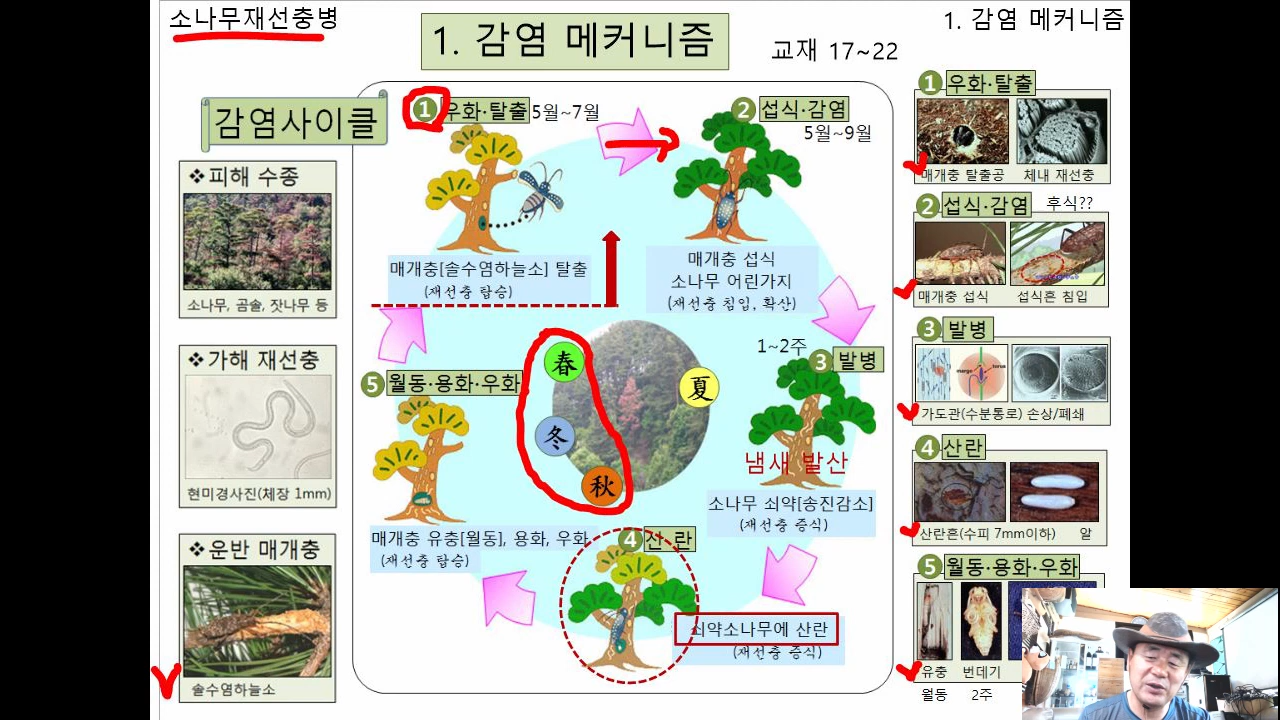 소나무재선충병
1. 감염 메커니즘
교재 17~22
1. 감염 메커니즘
감염사이클
❖피해 수종
소나무, 곰솔, 잣나무 등
❖가해 재선충
현미경사진(체장 1mm)
❖운반 매개충
솔수염하늘소
① 우화·탈출 5월~7월
매개충[솔수염하늘소] 탈출
(재선충 탑승)
② 섭식·감염
5월~9월
매개충 섭식
소나무 어린가지
(재선충 침입, 확산)
1~2주
③ 발병
냄새 발산
소나무 쇠약[송진감소]
(재선충 증식)
④ 산 란
쇠약소나무에 산란
(재선충 증식)
⑤ 월동·용화·우화
매개충 유충[월동], 용화, 우화
(재선충 탑승)
春
夏
冬
秋
① 우화·탈출
매개충 탈출공 체내 재선충
② 섭식·감염 후식??
매개충 섭식 섭식흔 침입
③ 발병
margo torus
가도관(수분통로) 손상/폐쇄
④ 산란
산란흔(수피 7mm이하) 알
⑤ 월동·용화·우화
유충 번데기
월동 2주